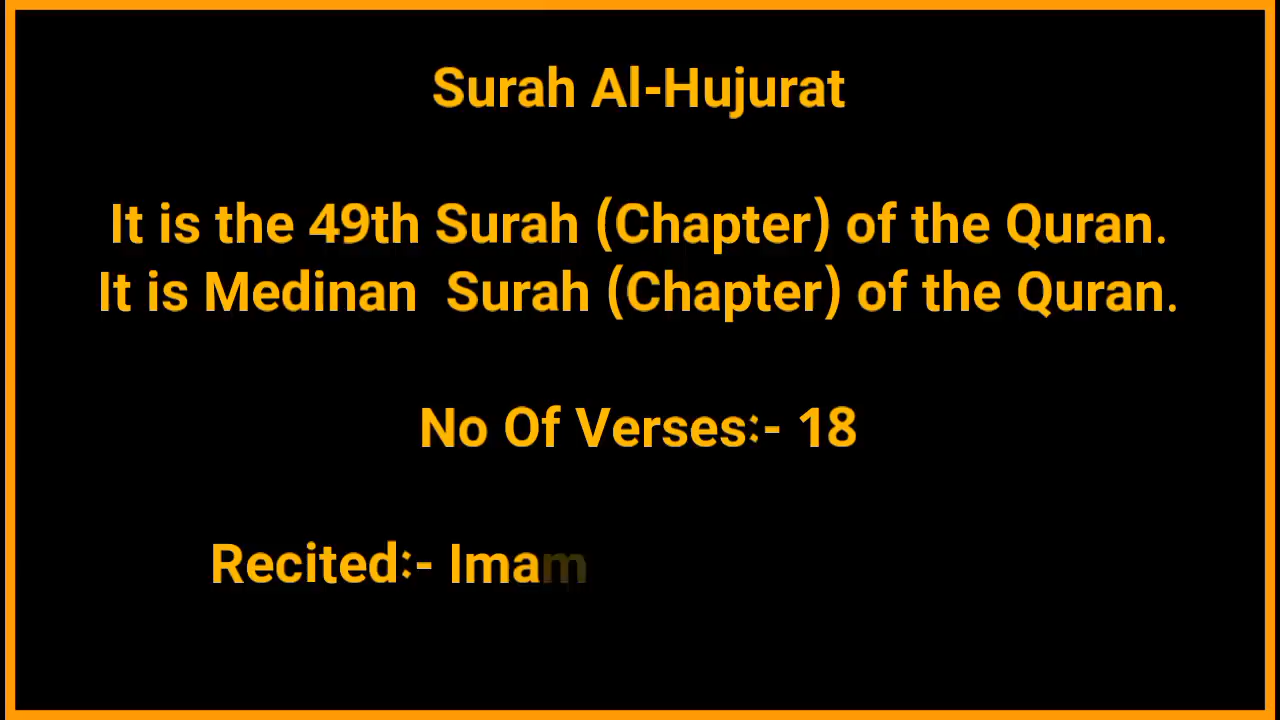 Surah Al-Hujurat
It is the 49th Surah (Chapter) of the Quran.
It is Medinan  Surah (Chapter) of the Quran.
No Of Verses:- 18
Recited:- Imam